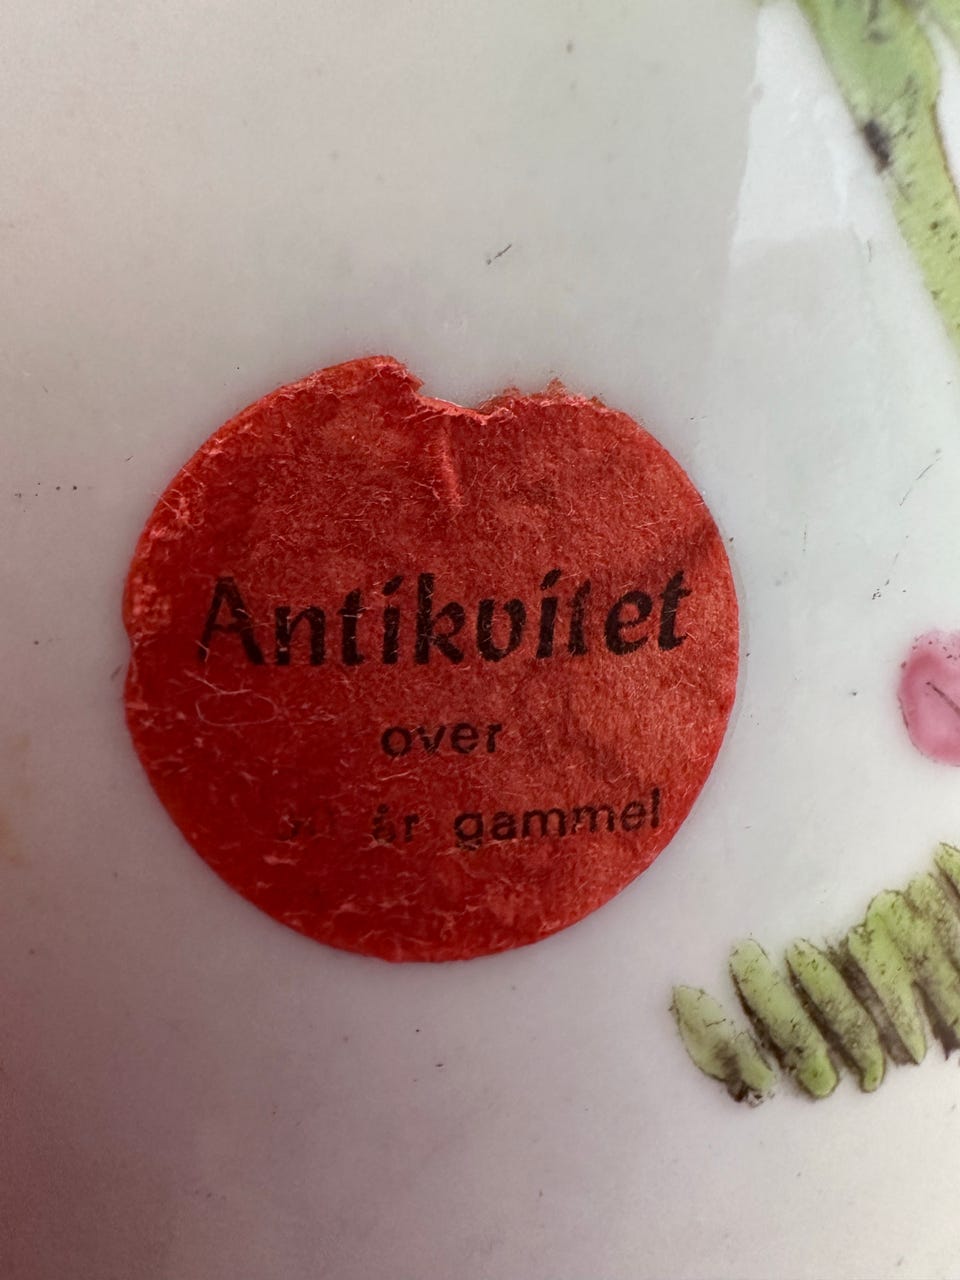 Antikvitet
over
år gammel